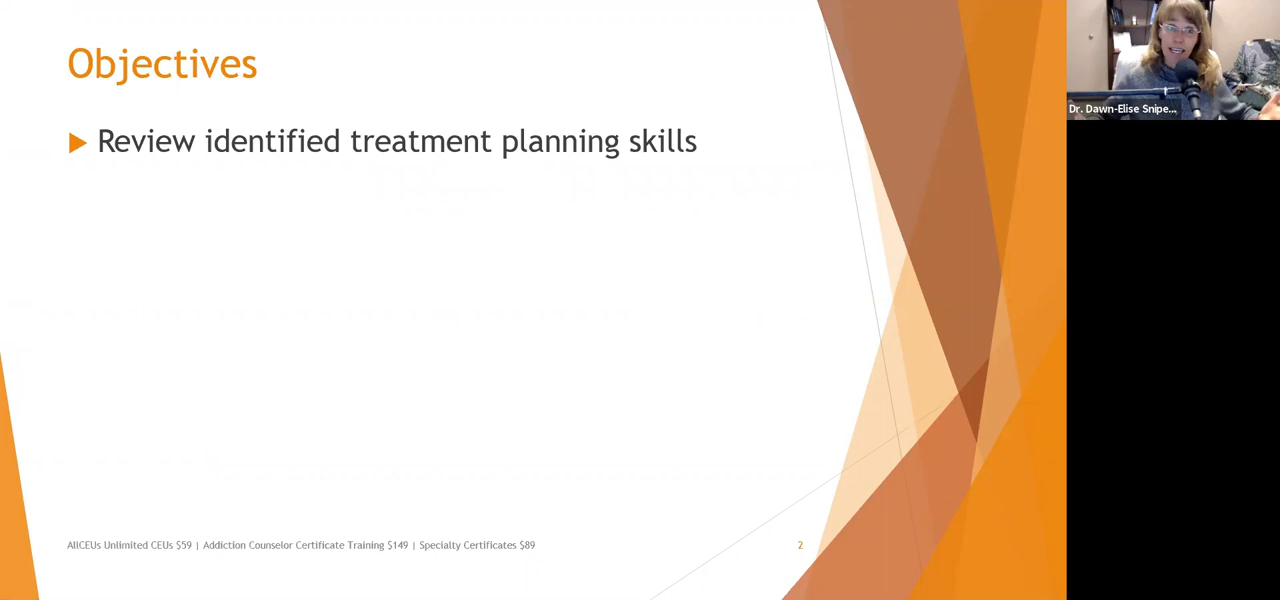 Objectives
Review identified treatment planning skills
Dr. Dawn-Elise Snipe...
AllCEUs Unlimited CEUs $59 | Addiction Counselor Certificate Training $149 | Specialty Certificates $89
2